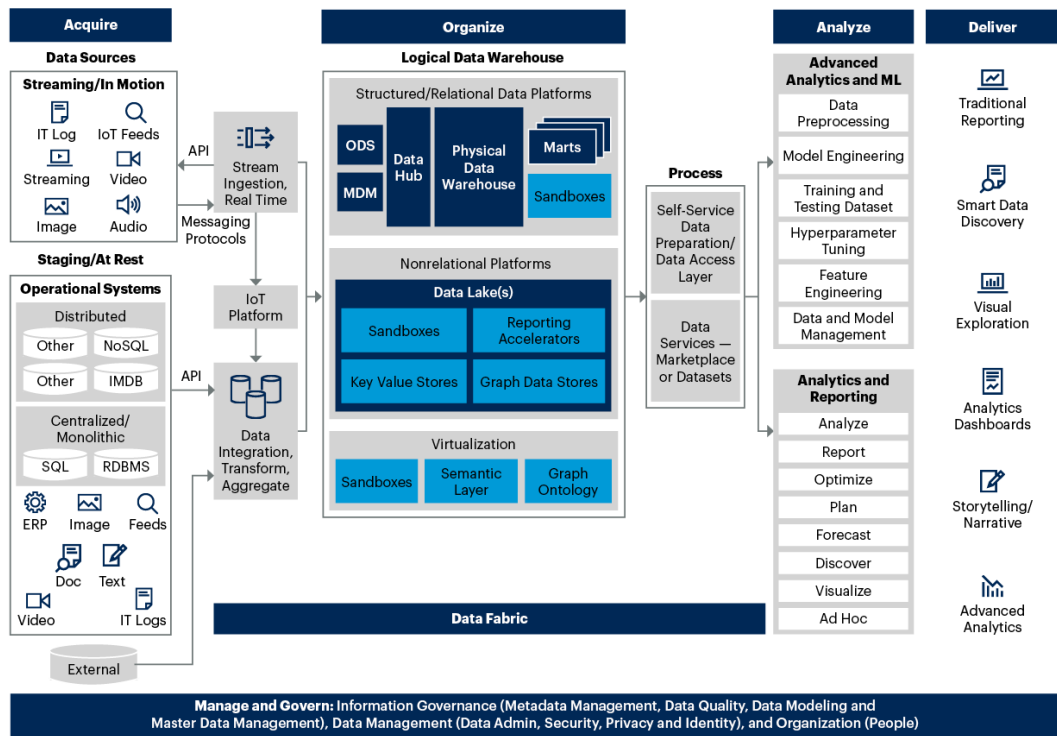 Acquire
Data Sources
Streaming/In Motion
IT Log
IoT Feeds
Streaming
Video
Image
Audio
Staging/At Rest
Operational Systems
Distributed
Other
NoSQL
Other
IMDB
Centralized/
Monolithic
SQL
RDBMS
ERP
Image
Feeds
Doc
Text
Video
IT Logs
External
API
Messaging
Protocols
API
Stream
Ingestion,
Real Time
IoT
Platform
Data
Integration,
Transform,
Aggregate
Organize
Logical Data Warehouse
Structured/Relational Data Platforms
ODS
MDM
Data
Hub
Physical
Data
Warehouse
Marts
Sandboxes
Nonrelational Platforms
Data Lake(s)
Sandboxes
Reporting
Accelerators
Key Value Stores
Graph Data Stores
Virtualization
Sandboxes
Semantic
Layer
Graph
Ontology
Process
Self-Service
Data
Preparation/
Data Access
Layer
Data
Services —
Marketplace
or Datasets
Data Fabric
Analyze
Advanced
Analytics and ML
Data
Preprocessing
Model Engineering
Training and
Testing Dataset
Hyperparameter
Tuning
Feature
Engineering
Data and Model
Management
Analytics and
Reporting
Analyze
Report
Optimize
Plan
Forecast
Discover
Visualize
Ad Hoc
Deliver
Traditional
Reporting
Smart Data
Discovery
Visual
Exploration
Analytics
Dashboards
Storytelling/
Narrative
Advanced
Analytics
Manage and Govern: Information Governance (Metadata Management, Data Quality, Data Modeling and
Master Data Management), Data Management (Data Admin, Security, Privacy and Identity), and Organization (People)